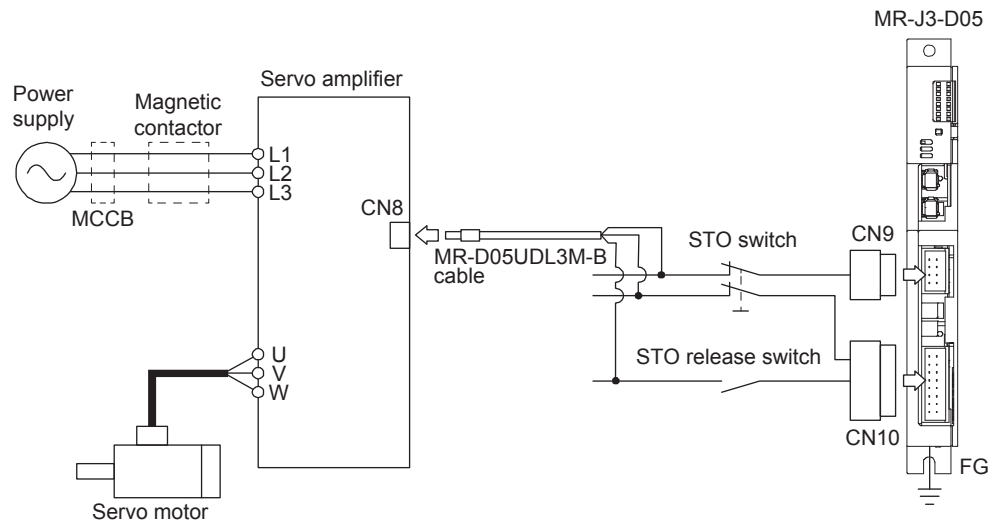 MR-J3-D05
Servo amplifier
Power
supply
Magnetic
contactor
L1
L2
L3
MCCB
CN8
MR-D05UDL3M-B
cable
STO switch
CN9
STO release switch
CN10
U
V
W
FG
Servo motor